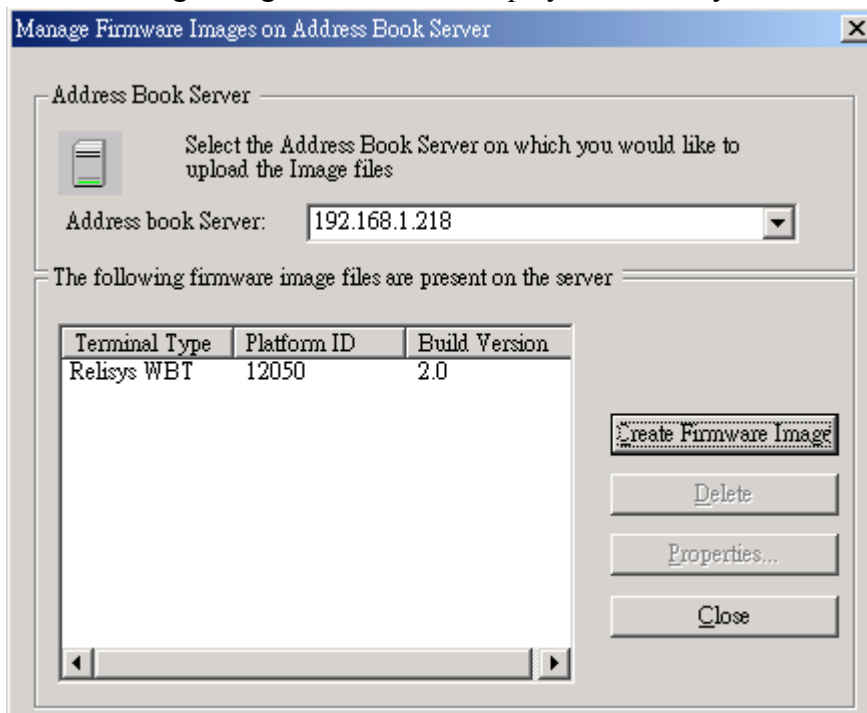 Manage Firmware Images on Address Book Server
Address Book Server
Select the Address Book Server on which you would like to
upload the Image files
Address book Server: 192.168.1.218
The following firmware image files are present on the server
Terminal Type Platform ID Build Version
Relisys WBT 12050 2.0
Create Firmware Image
Delete
Properties...
Close